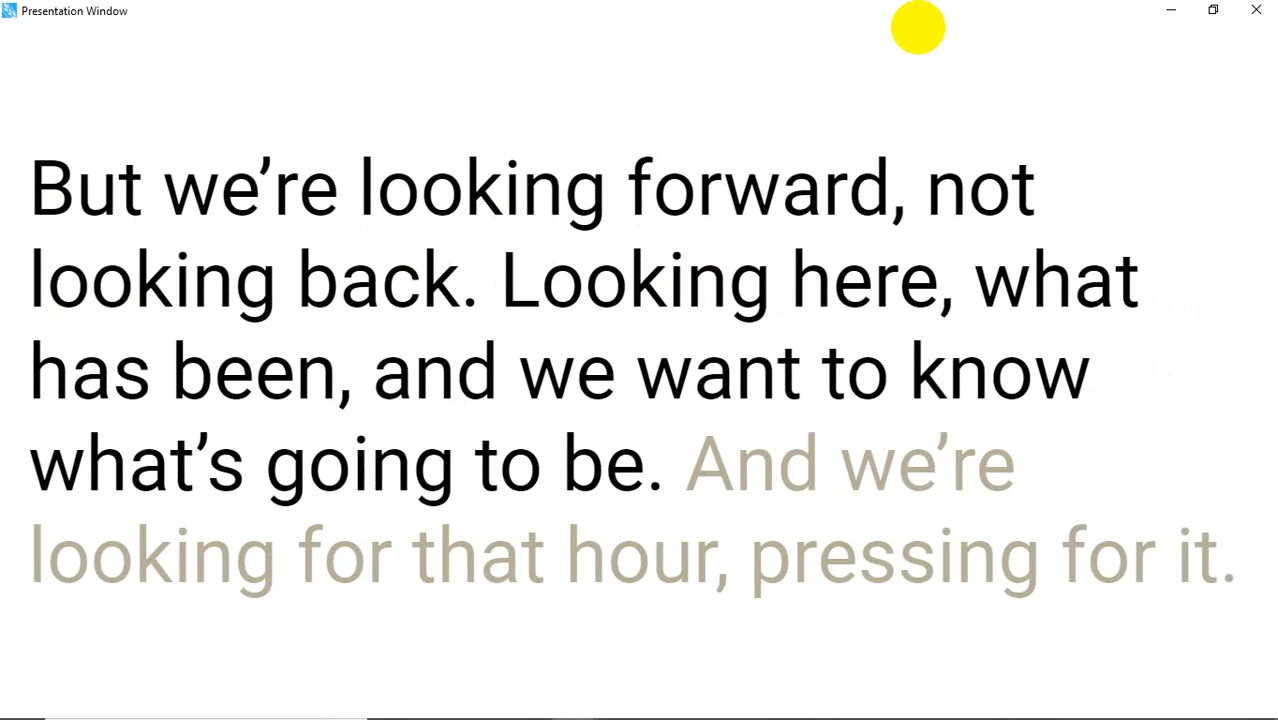 Presentation Window
But we’re looking forward, not
looking back. Looking here, what
has been, and we want to know
what’s going to be. And we’re
looking for that hour, pressing for it.